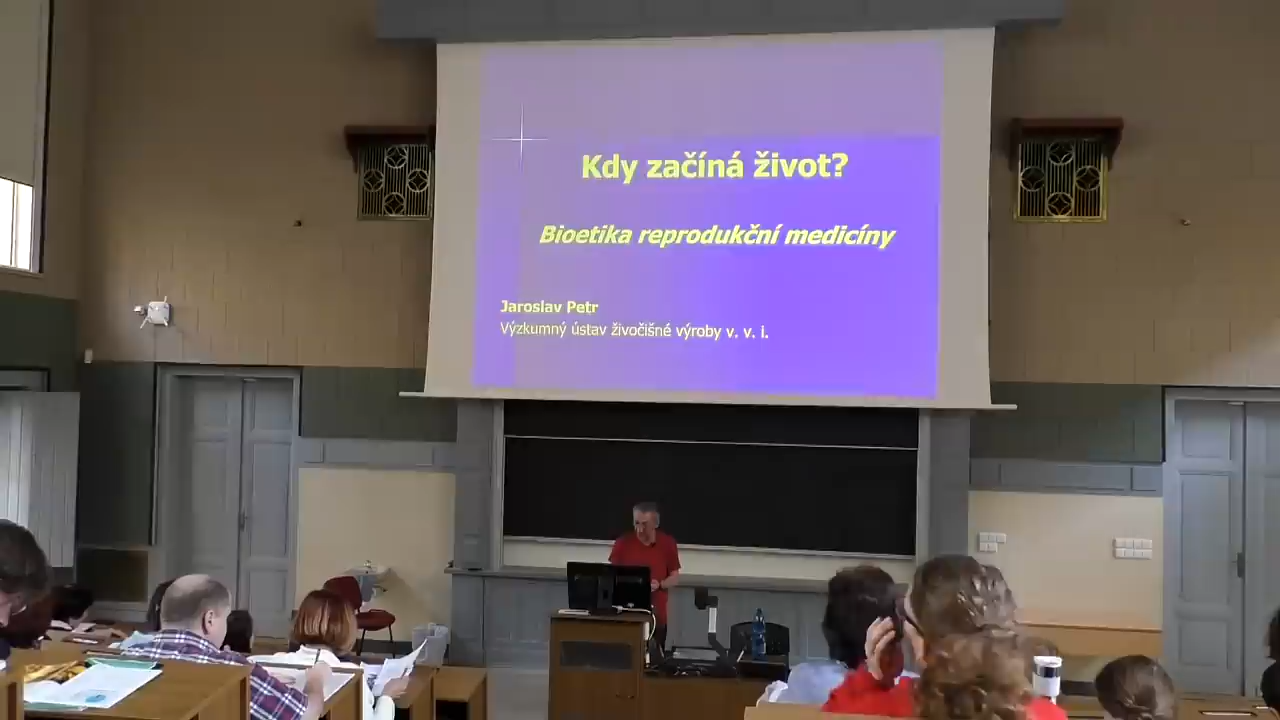 Kdy začíná život?
Bioetika reprodukční medicíny
Jaroslav Petr
Výzkumný ústav živočišné výroby v. v. i.